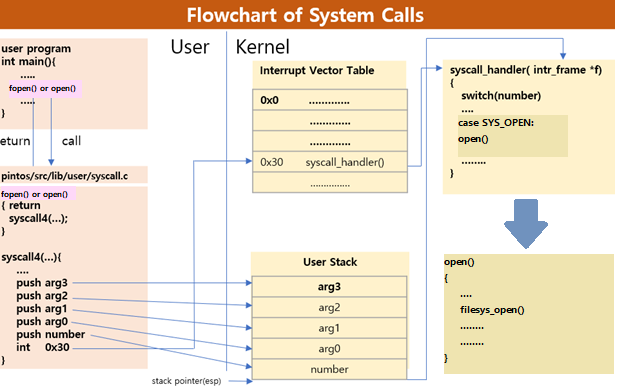 Flowchart of System Calls
User
Kernel
user program
int main(){
.....
fopen() or open()
.....
}
eturn
call
pintos/src/lib/user/syscall.c
fopen() or open()
{ return
syscall4(...);
}
syscall4(...){
....
push arg3
push arg2
push arg1
push arg0
push number
int 0x30
}
Interrupt Vector Table
0x0 .............
.............
.............
0x30 syscall_handler()
..............
User Stack
arg3
arg2
arg1
arg0
number
stack pointer(esp)
syscall_handler( intr_frame *f)
{
switch(number)
....
case SYS_OPEN:
open()
........
}
open()
{
....
filesys_open()
........
........
}